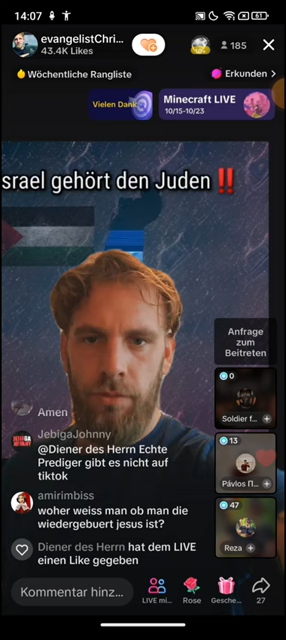 14:07
61
evangelistChri...
43.4K Likes
185
Wöchentliche Rangliste
Erkunden >
Vielen Dank
Minecraft LIVE
10/15-10/23
srael gehört den Juden ‼️
Anfrage
zum
Beitreten
0
Soldier f...
Amen
JebigaJohnny
@Diener des Herrn Echte
Prediger gibt es nicht auf
tiktok
13
Pávlos Π...
amirimbiss
woher weiss man ob man die
wiedergebuert jesus ist?
47
Reza
Diener des Herrn hat dem LIVE
einen Like gegeben
Kommentar hinz...
LIVE mi...
Rose
Gesche...
27